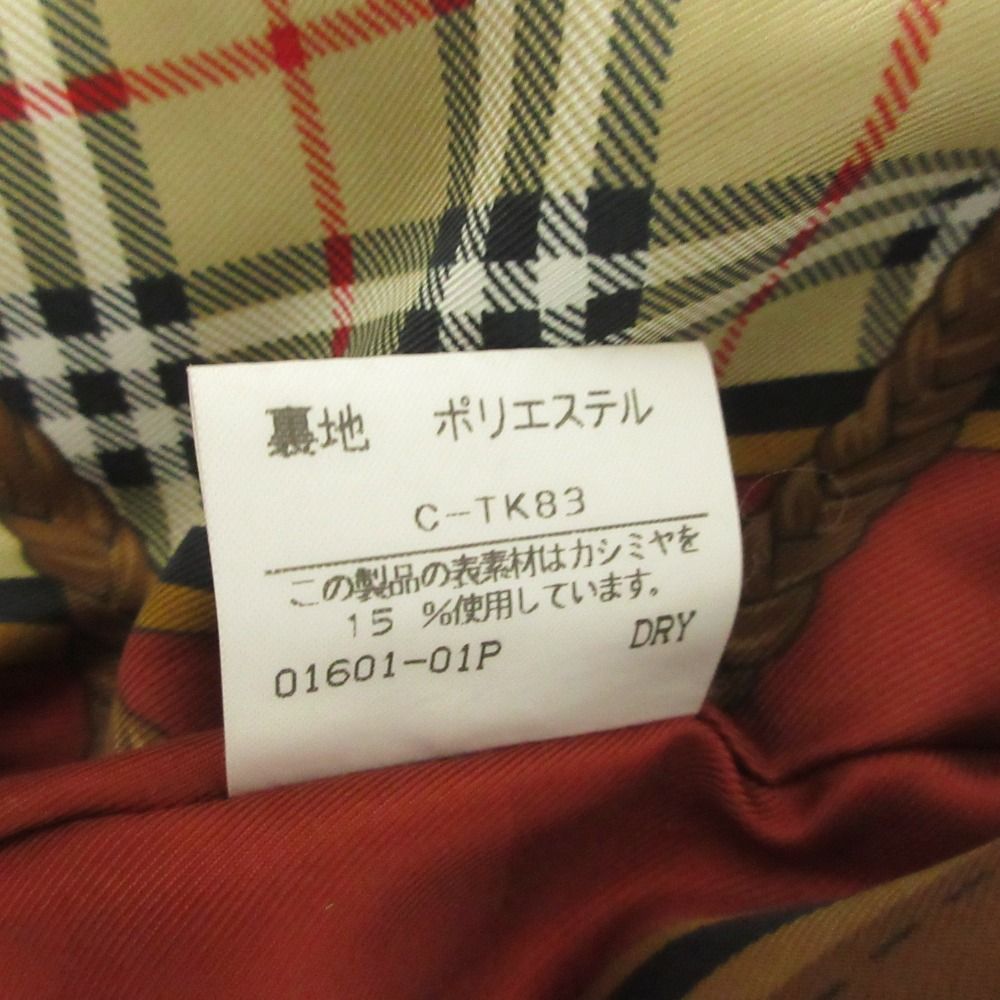 裏地 ポリエステル
C-TK83
この製品の表素材はカシミヤを
15 %使用しています。
01601-01P DRY